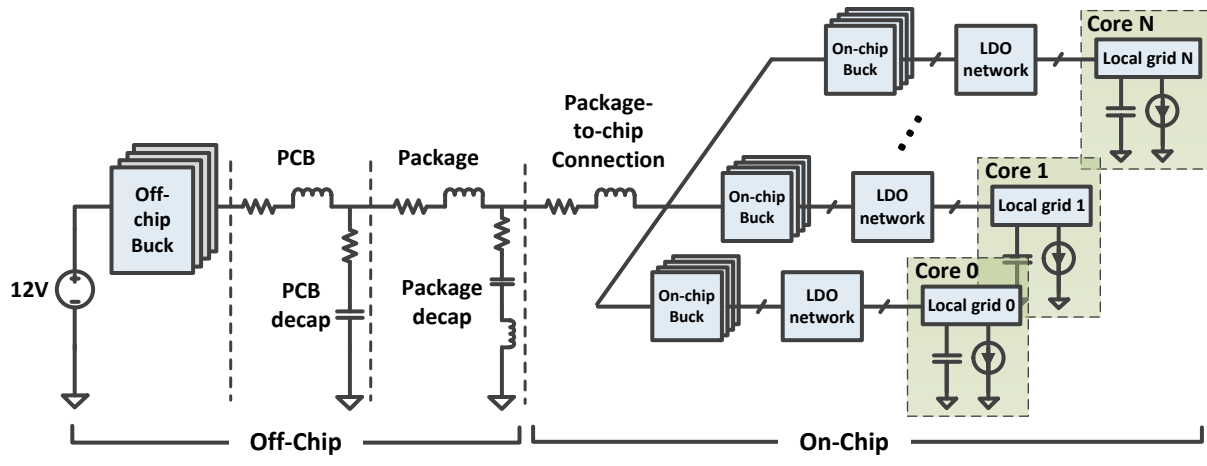 Core N
On-chip
Buck
LDO
network
Local grid N
Package-
to-chip
Connection
PCB
Package
Core 1
Off-
chip
Buck
On-chip
Buck
LDO
network
Local grid 1
12V
PCB
decap
Package
decap
Core 0
On-chip
Buck
LDO
network
Local grid 0
Off-Chip
On-Chip